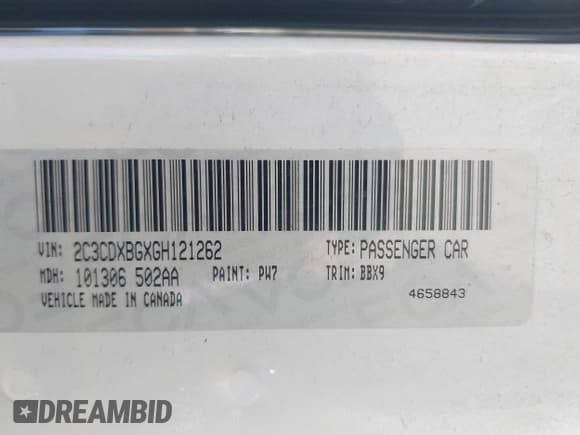 VIN: 2C3CDXBGXGH121262 TYPE: PASSENGER CAR
MDH: 101306 502AA PAINT: PW7 TRIM: BBX9
VEHICLE MADE IN CANADA 4658843
DREAMBID